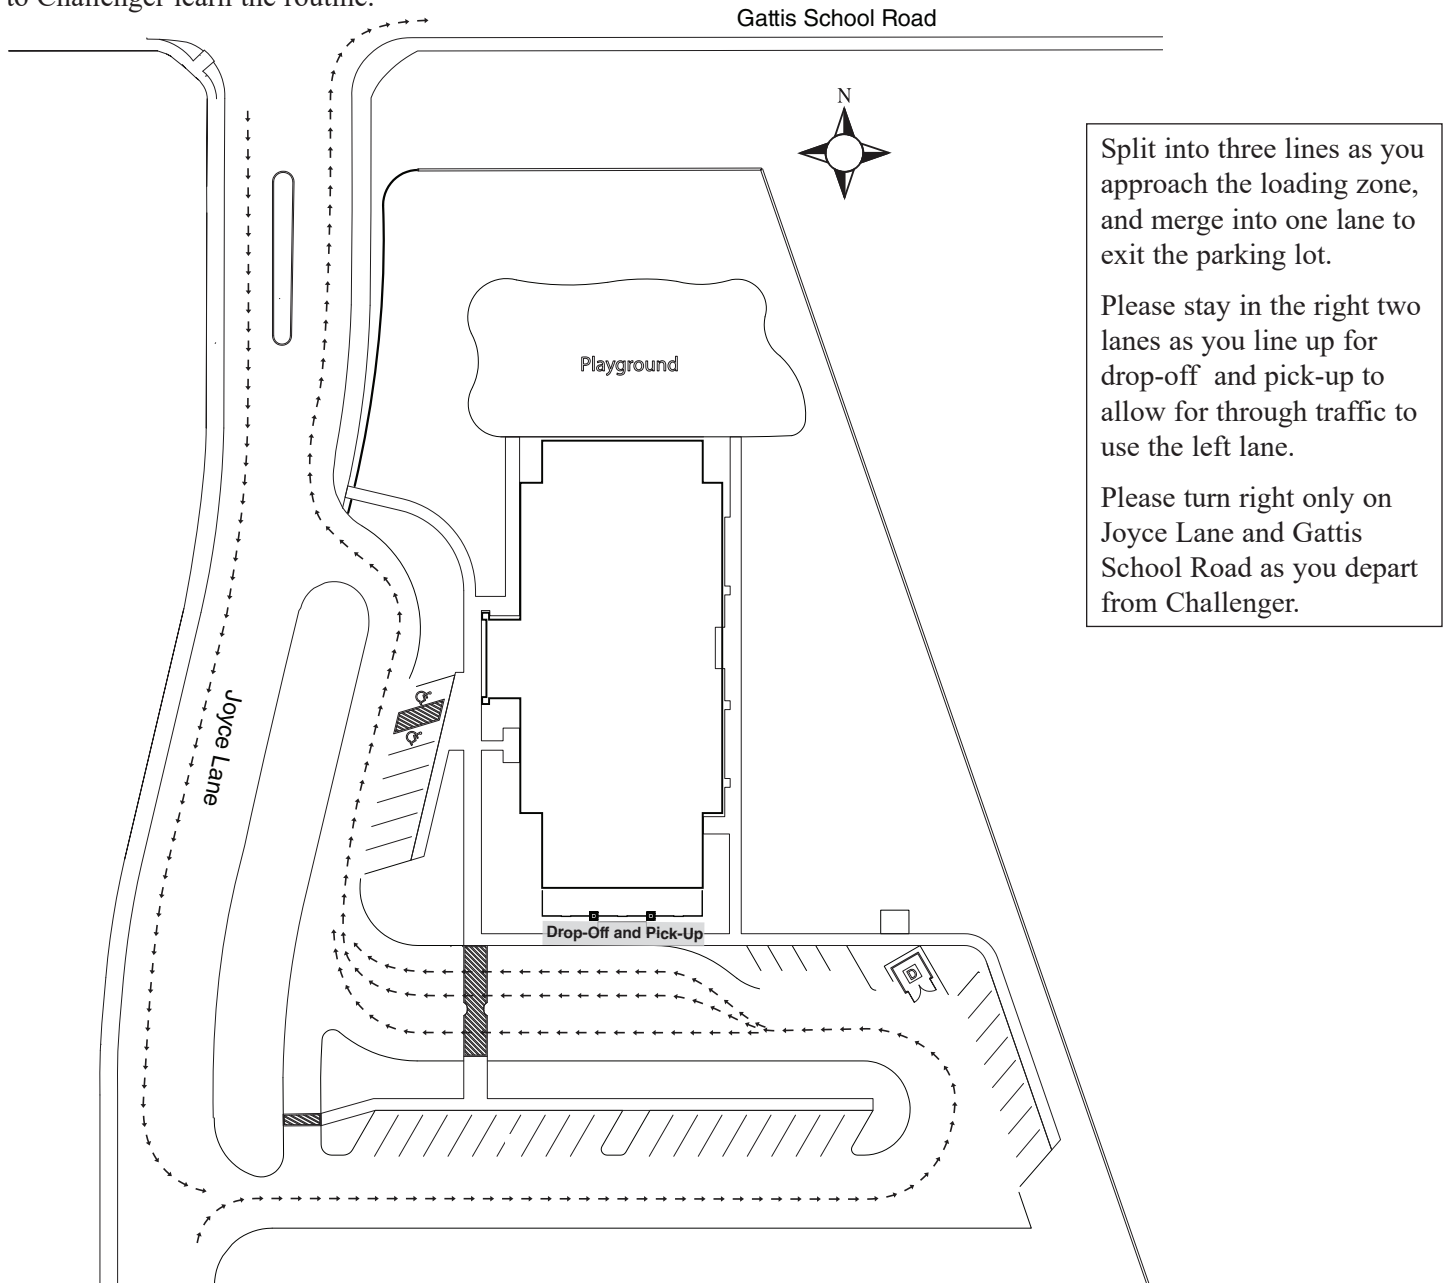 to Challenger learn the routine.
Gattis School Road
N
Split into three lines as you
approach the loading zone,
and merge into one lane to
exit the parking lot.
Please stay in the right two
lanes as you line up for
drop-off and pick-up to
allow for through traffic to
use the left lane.
Please turn right only on
Joyce Lane and Gattis
School Road as you depart
from Challenger.
Playground
Joyce Lane
Drop-Off and Pick-Up
D